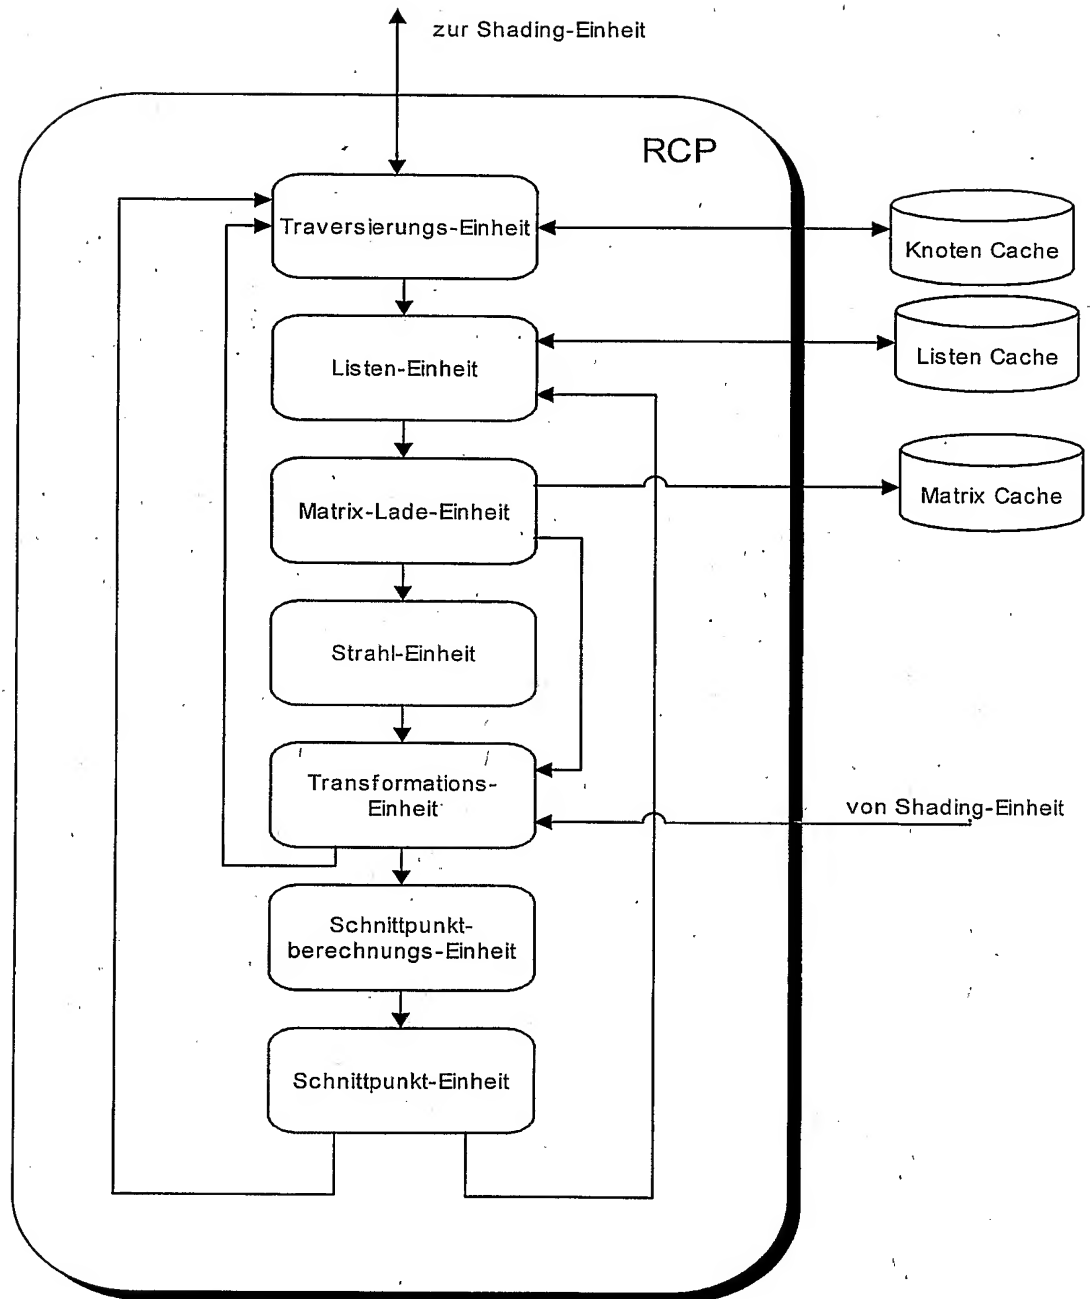 zur Shading-Einheit
RCP
Traversierungs-Einheit
Knoten Cache
Listen-Einheit
Listen Cache
Matrix-Lade-Einheit
Matrix Cache
Strahl-Einheit
Transformations-
Einheit
von Shading-Einheit
Schnittpunkt-
berechnungs-Einheit
Schnittpunkt-Einheit